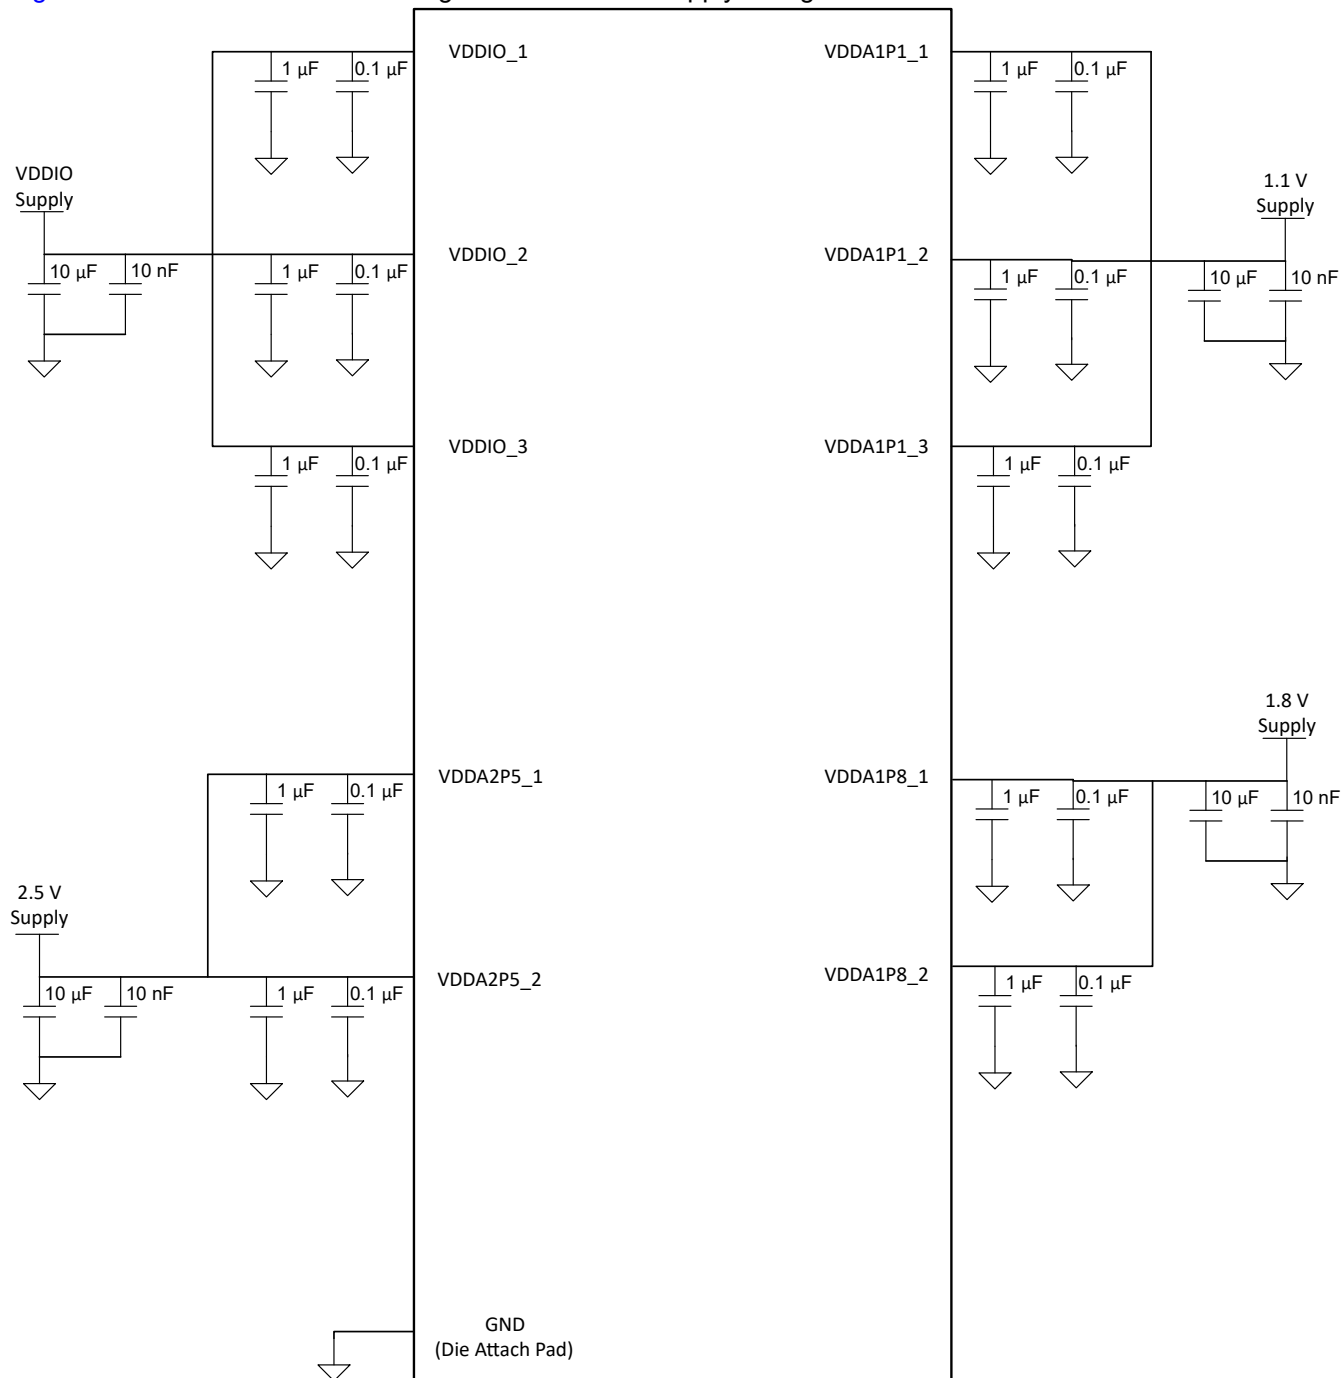 VDDIO_1
VDDA1P1_1
1 µF
0.1 µF
1 µF
0.1 µF
VDDIO
Supply
1.1 V
Supply
VDDIO_2
VDDA1P1_2
10 µF
10 nF
1 µF
0.1 µF
1 µF
0.1 µF
10 µF
10 nF
VDDIO_3
VDDA1P1_3
1 µF
0.1 µF
1 µF
0.1 µF
1.8 V
Supply
VDDA2P5_1
VDDA1P8_1
1 µF
0.1 µF
1 µF
0.1 µF
10 µF
10 nF
2.5 V
Supply
VDDA2P5_2
VDDA1P8_2
10 µF
10 nF
1 µF
0.1 µF
1 µF
0.1 µF
GND
(Die Attach Pad)